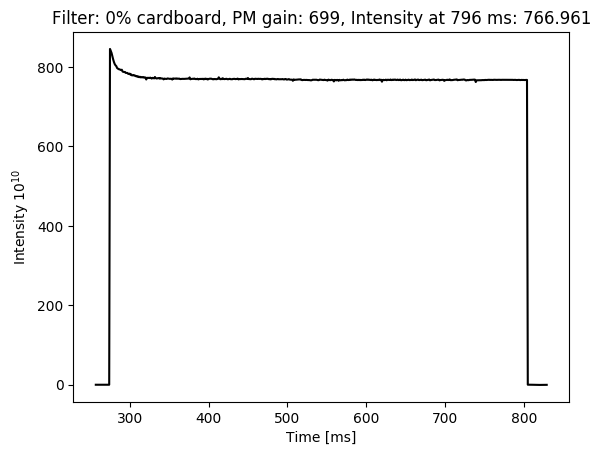 Filter: 0% cardboard, PM gain: 699, Intensity at 796 ms: 766.961
800
600
400
200
0
Intensity 10¹⁰
300 400 500 600 700 800
Time [ms]